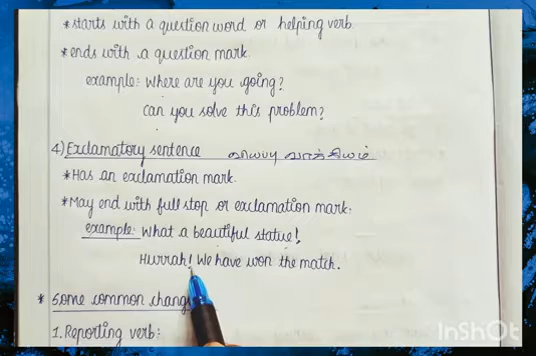 *starts with a question word or helping verb.
*ends with a question mark.
example: Where are you going?
Can you solve this problem?
4) Exclamatory sentence வியப்பு வாக்கியம்
*Has an exclamation mark.
*May end with full stop or exclamation mark.
example: What a beautiful statue!
Hurrah! We have won the match.
* Some common chang
1. Reporting verb:
InShOt